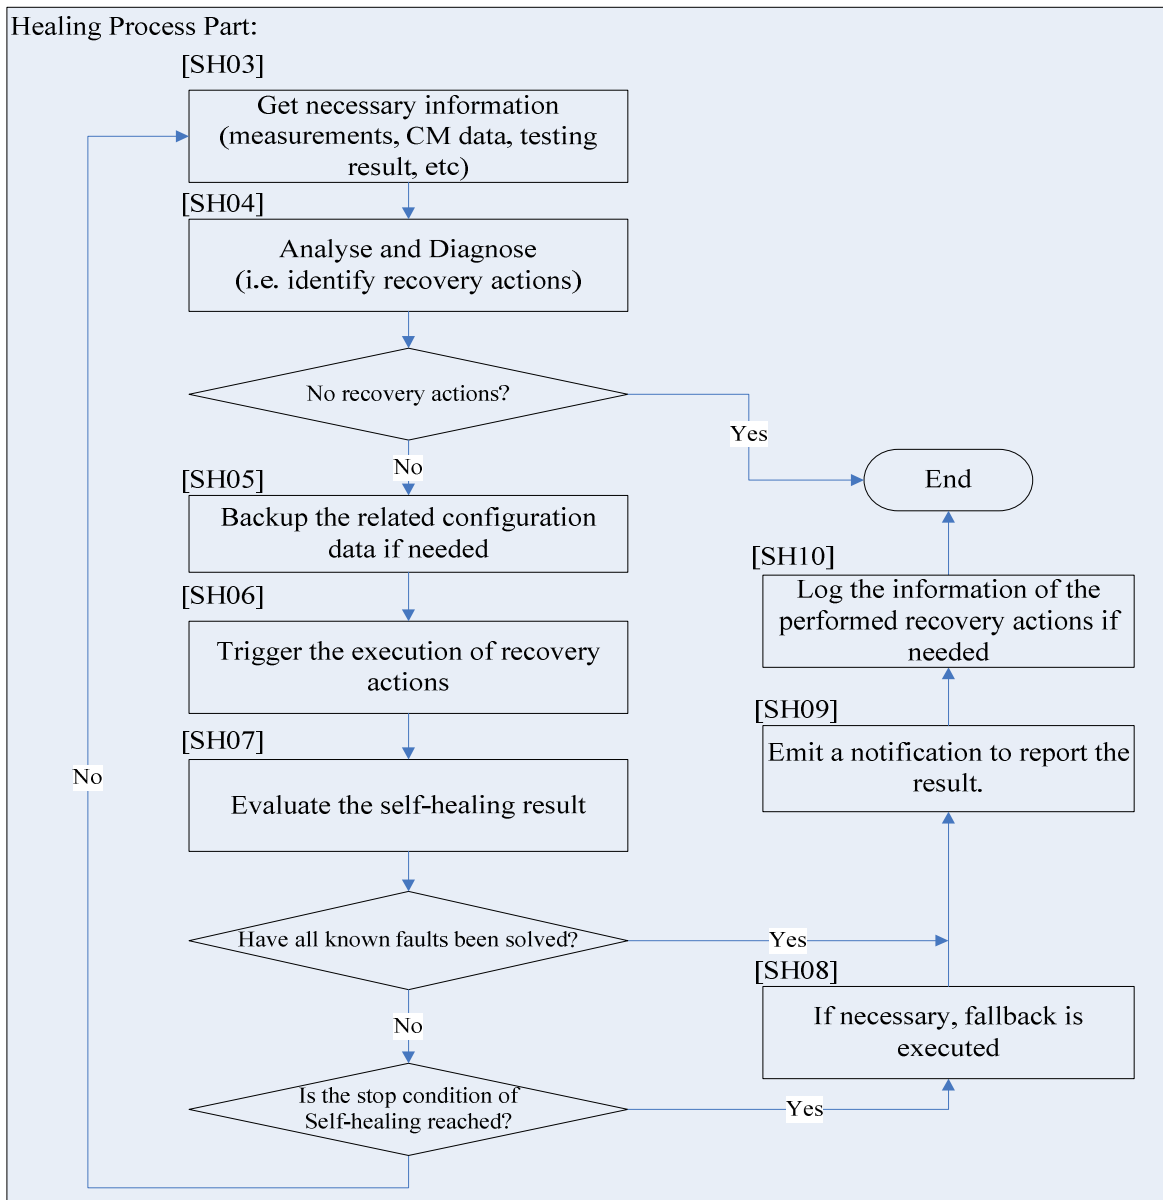 Healing Process Part:
[SH03]
Get necessary information
(measurements, CM data, testing
result, etc)
[SH04]
Analyse and Diagnose
(i.e. identify recovery actions)
No recovery actions?
Yes
No
[SH05]
Backup the related configuration
data if needed
End
[SH06]
Trigger the execution of recovery
actions
[SH10]
Log the information of the
performed recovery actions if
needed
[SH07]
Evaluate the self-healing result
[SH09]
Emit a notification to report the
result.
No
Have all known faults been solved?
Yes
[SH08]
If necessary, fallback is
executed
No
Is the stop condition of
Self-healing reached?
Yes